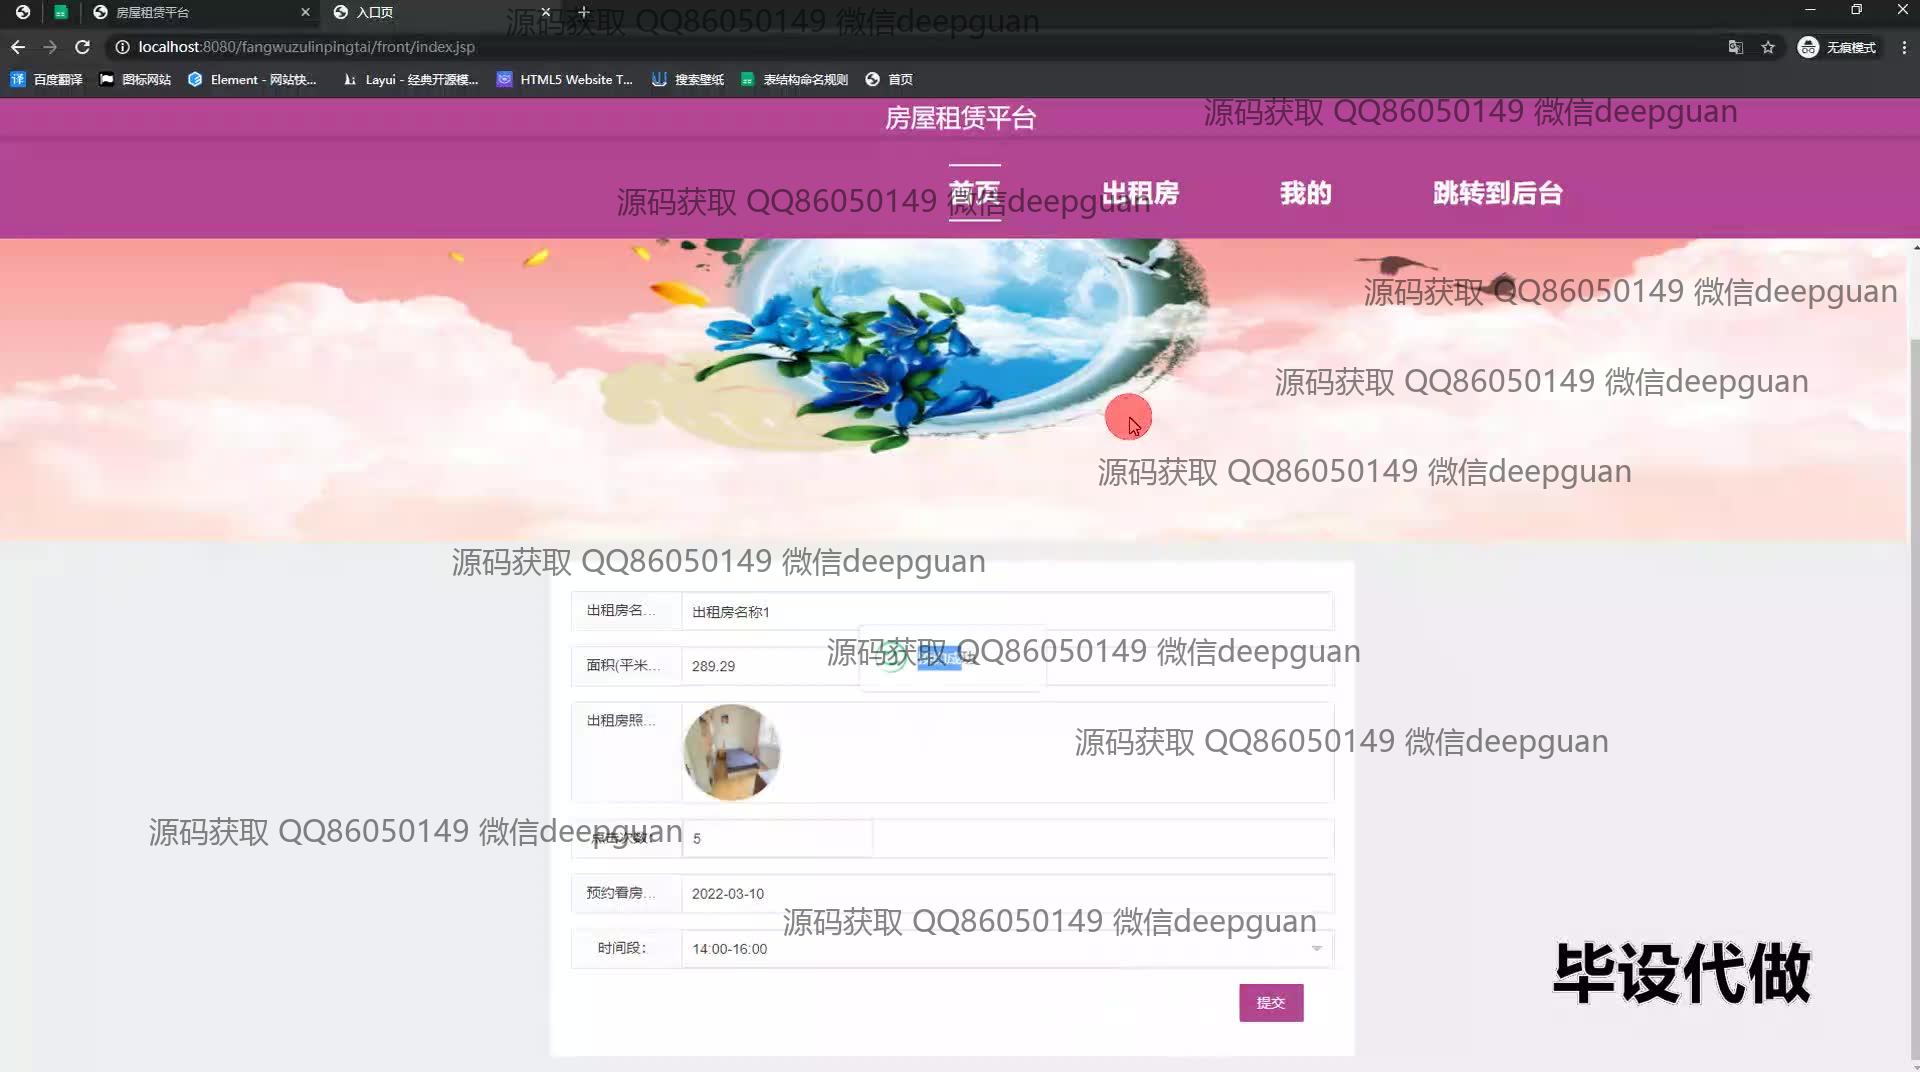 房屋租赁平台
入口页
源码获取 QQ86050149 微信deepguan
localhost:8080/fangwuzulinpingtai/front/index.jsp
无痕模式
译 百度翻译
图标网站
Element - 网站快...
Layui - 经典开源模...
HTML5 Website T...
搜索壁纸
表结构命名规则
首页
房屋租赁平台
源码获取 QQ86050149 微信deepguan
首页
出租房
我的
跳转到后台
源码获取 QQ86050149 微信deepguan
源码获取 QQ86050149 微信deepguan
源码获取 QQ86050149 微信deepguan
源码获取 QQ86050149 微信deepguan
源码获取 QQ86050149 微信deepguan
出租房名... 出租房名称1
源码获取 QQ86050149 微信deepguan
面积(平米... 289.29
出租房照...
源码获取 QQ86050149 微信deepguan
源码获取 QQ86050149 微信deepguan
点击次数: 5
预约看房... 2022-03-10
源码获取 QQ86050149 微信deepguan
时间段: 14:00-16:00
提交
毕设代做